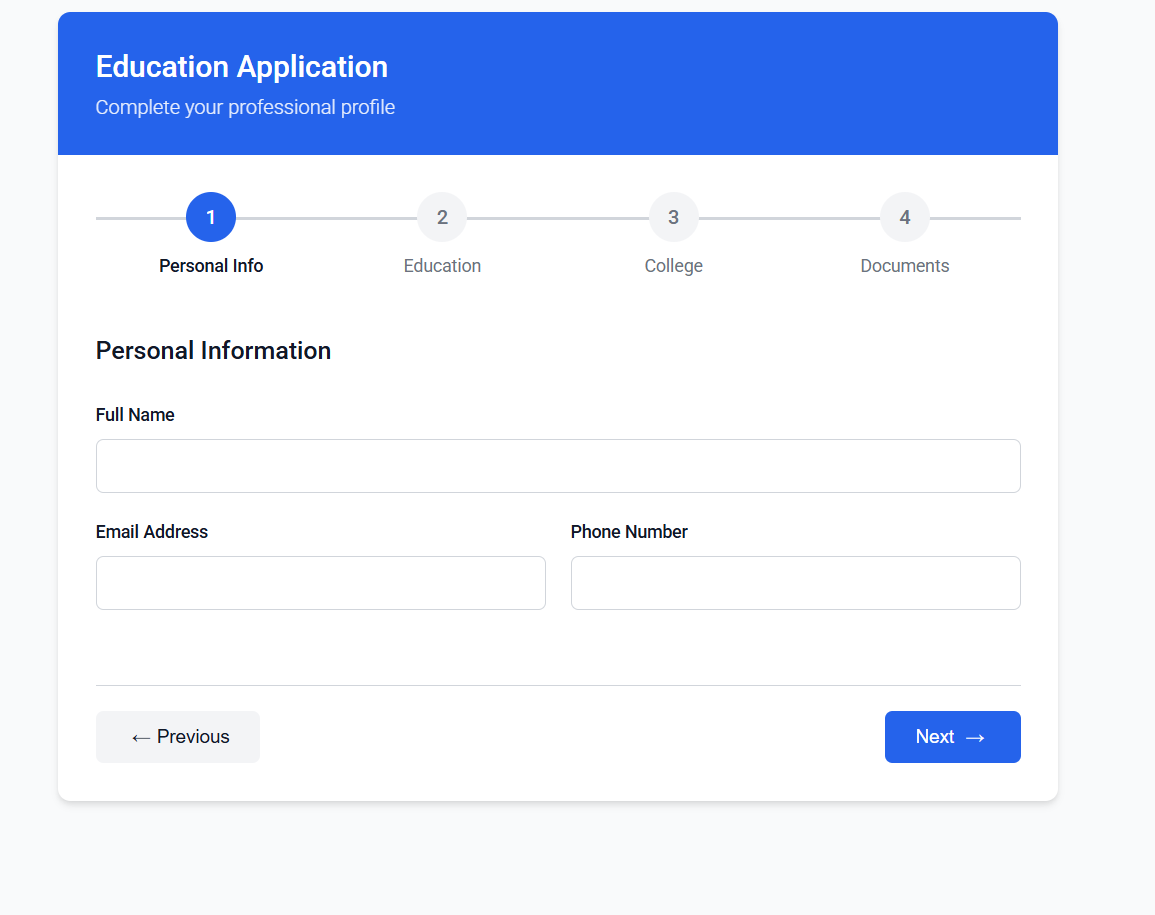 Education Application
Complete your professional profile
1 2 3 4
Personal Info Education College Documents
Personal Information
Full Name
Email Address Phone Number
← Previous Next →